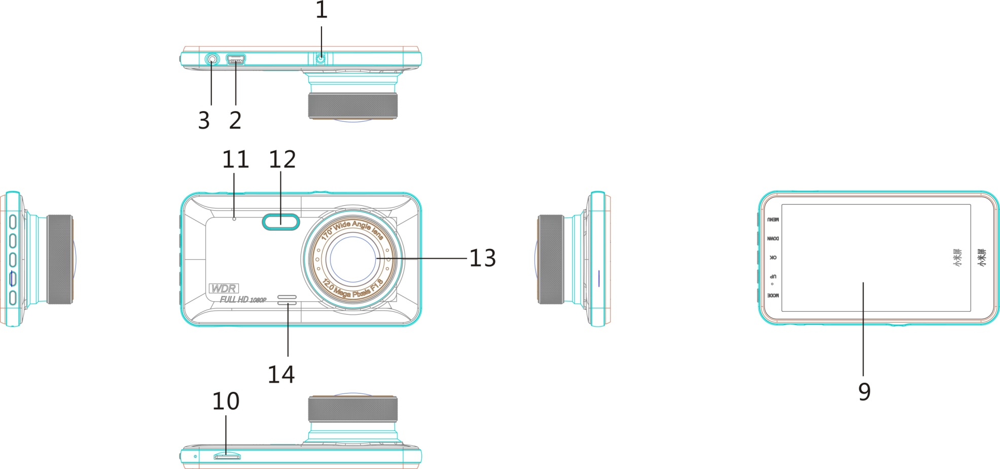 1
3
2
11
12
170° Wide Angle lens
13
12.0 Mega Pixels F1.8
WDR
FULL HD 1080P
14
10
MENU
DOWN
OK
UP
MODE
小米屏
小米屏
9